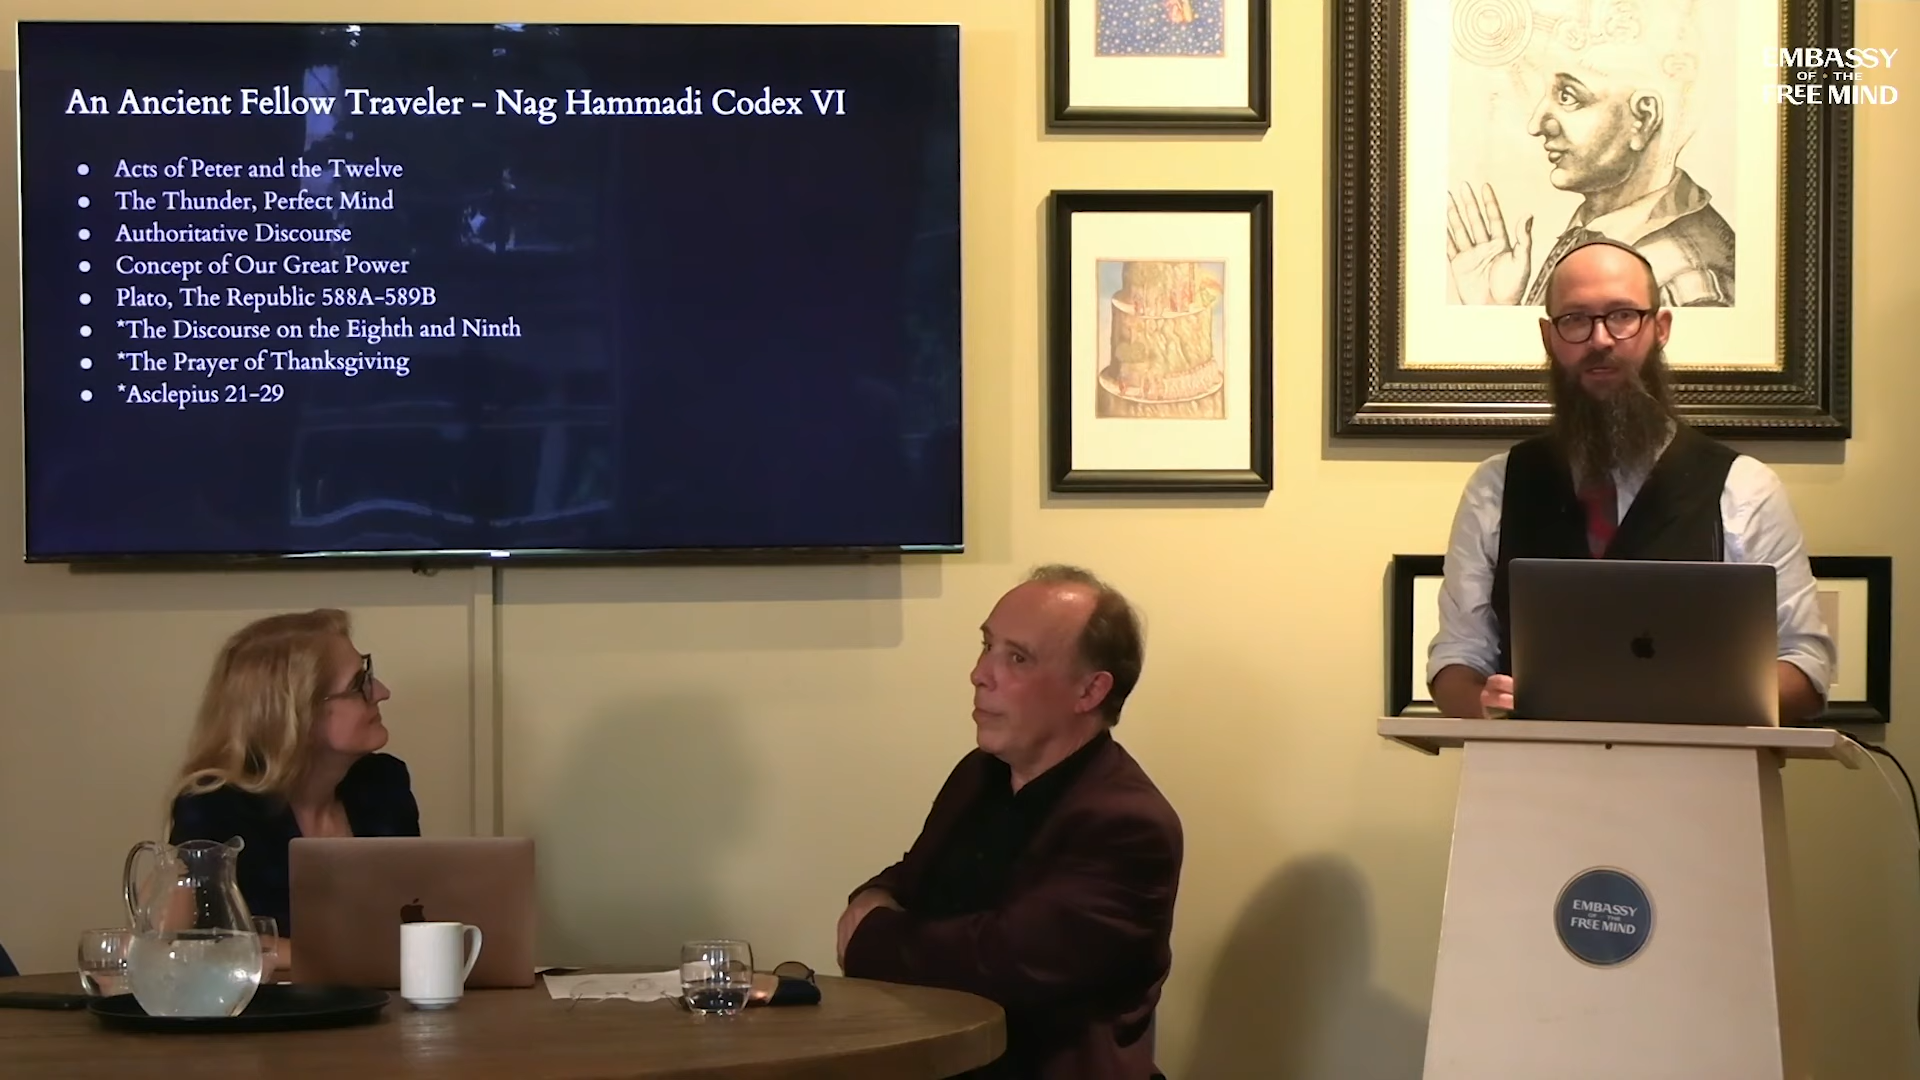 An Ancient Fellow Traveler - Nag Hammadi Codex VI
● Acts of Peter and the Twelve
● The Thunder, Perfect Mind
● Authoritative Discourse
● Concept of Our Great Power
● Plato, The Republic 588A-589B
● *The Discourse on the Eighth and Ninth
● *The Prayer of Thanksgiving
● *Asclepius 21-29
EMBASSY
OF • THE
FREE MIND
EMBASSY
OF THE
FREE MIND